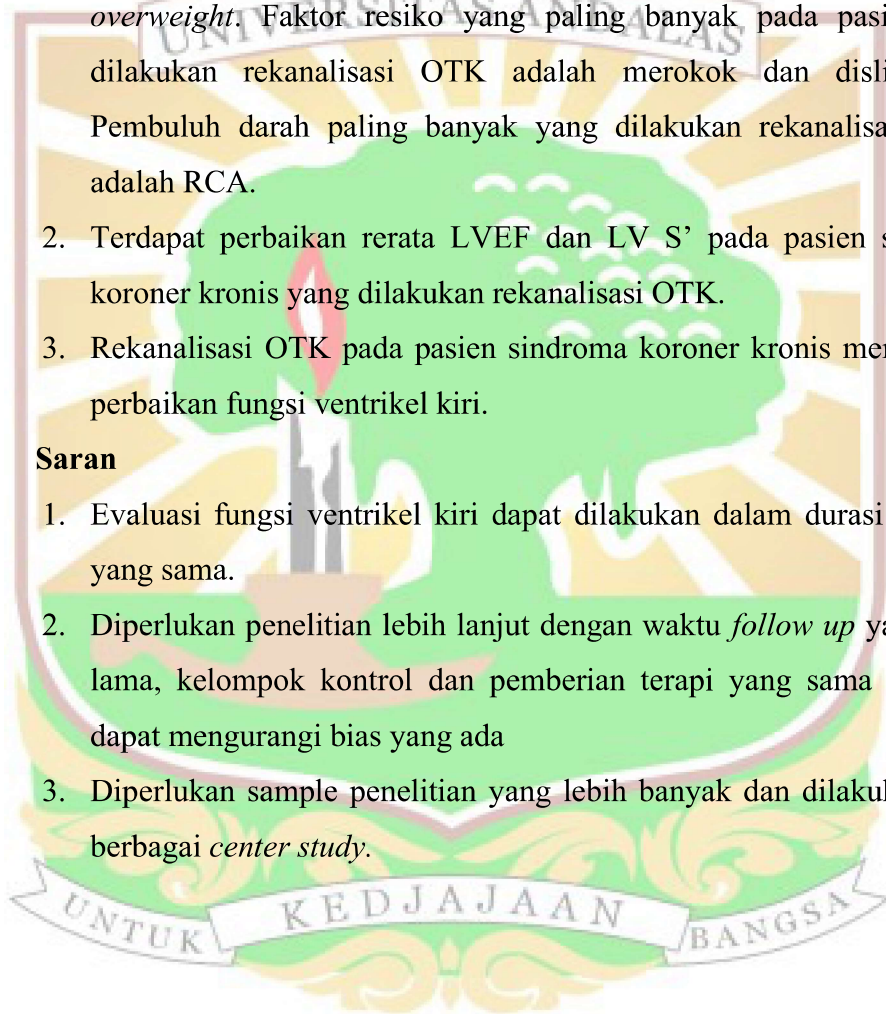 UNIVERSITAS ANDALAS
overweight. Faktor resiko yang paling banyak pada pasi
dilakukan rekanalisasi OTK adalah merokok dan disli
Pembuluh darah paling banyak yang dilakukan rekanalisa
adalah RCA.
2. Terdapat perbaikan rerata LVEF dan LV S’ pada pasien s
koroner kronis yang dilakukan rekanalisasi OTK.
3. Rekanalisasi OTK pada pasien sindroma koroner kronis mer
perbaikan fungsi ventrikel kiri.
Saran
1. Evaluasi fungsi ventrikel kiri dapat dilakukan dalam durasi
yang sama.
2. Diperlukan penelitian lebih lanjut dengan waktu follow up ya
lama, kelompok kontrol dan pemberian terapi yang sama
dapat mengurangi bias yang ada
3. Diperlukan sample penelitian yang lebih banyak dan dilakuk
berbagai center study.
UNTUK KEDJAJAAN BANGSA